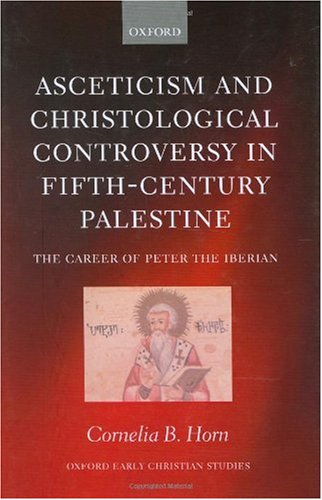 OXFORD
ASCETICISM AND
CHRISTOLOGICAL
CONTROVERSY IN
FIFTH-CENTURY
PALESTINE
THE CAREER OF PETER THE IBERIAN
Cornelia B. Horn
OXFORD EARLY CHRISTIAN STUDIES